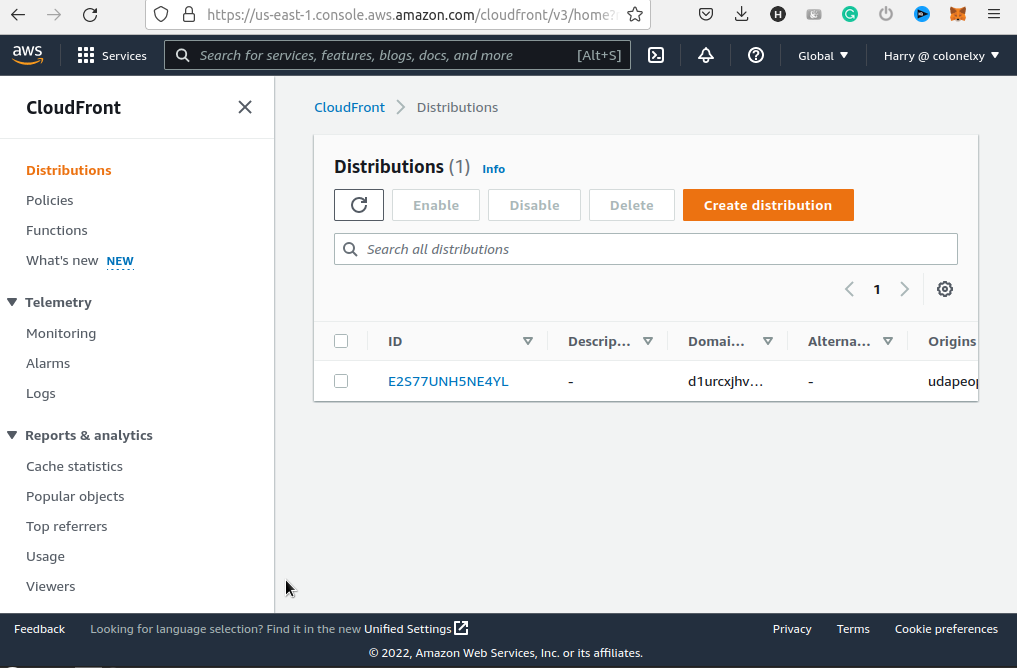 https://us-east-1.console.aws.amazon.com/cloudfront/v3/home?
H
aws
Services
Search for services, features, blogs, docs, and more
[Alt+S]
Global
Harry @ colonelxy
CloudFront
Distributions
Policies
Functions
What's new NEW
Telemetry
Monitoring
Alarms
Logs
Reports & analytics
Cache statistics
Popular objects
Top referrers
Usage
Viewers
CloudFront
Distributions
Distributions (1) Info
Enable
Disable
Delete
Create distribution
Search all distributions
1
ID
Descrip...
Domai...
Alterna...
Origins
E2S77UNH5NE4YL
-
d1urcxjhv...
-
udapeop
Feedback
Looking for language selection? Find it in the new Unified Settings
Privacy
Terms
Cookie preferences
© 2022, Amazon Web Services, Inc. or its affiliates.